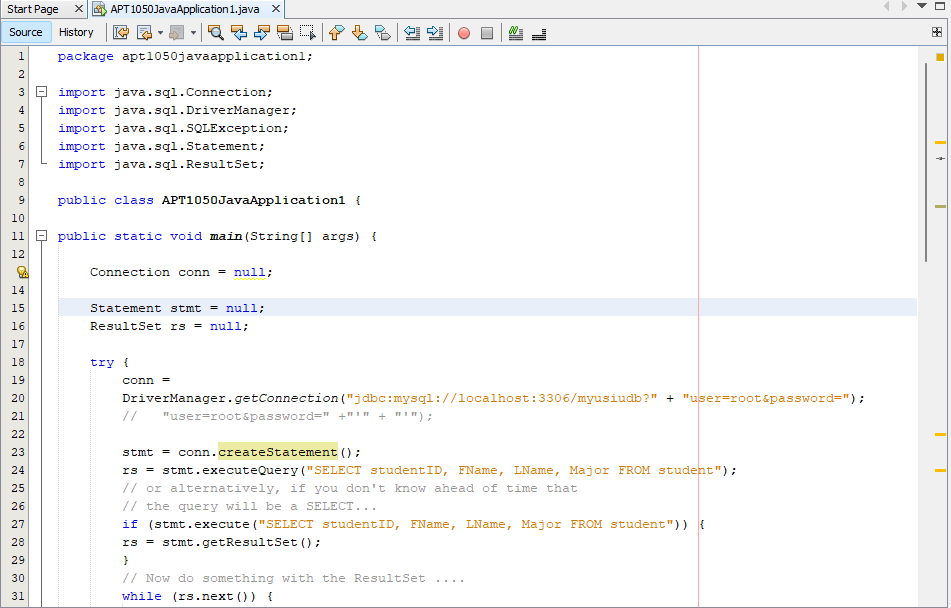 Start Page APT1050JavaApplication1.java
Source History
1 package apt1050javaapplication1;
2
3 import java.sql.Connection;
4 import java.sql.DriverManager;
5 import java.sql.SQLException;
6 import java.sql.Statement;
7 import java.sql.ResultSet;
8
9 public class APT1050JavaApplication1 {
10
11 public static void main(String[] args) {
12
Connection conn = null;
14
15 Statement stmt = null;
16 ResultSet rs = null;
17
18 try {
19 conn =
20 DriverManager.getConnection("jdbc:mysql://localhost:3306/myusiudb?" + "user=root&password=");
21 // "user=root&password=" +"'" + "'");
22
23 stmt = conn.createStatement();
24 rs = stmt.executeQuery("SELECT studentID, FName, LName, Major FROM student");
25 // or alternatively, if you don't know ahead of time that
26 // the query will be a SELECT...
27 if (stmt.execute("SELECT studentID, FName, LName, Major FROM student")) {
28 rs = stmt.getResultSet();
29 }
30 // Now do something with the ResultSet ....
31 while (rs.next()) {